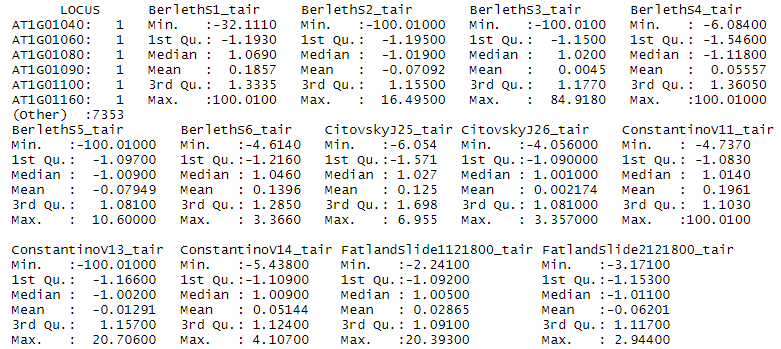 LOCUS BerlethS1_tair BerlethS2_tair BerlethS3_tair BerlethS4_tair
AT1G01040: 1 Min. :-32.1110 Min. :-100.01000 Min. :-100.0100 Min. : -6.08400
AT1G01060: 1 1st Qu.: -1.1930 1st Qu.: -1.19500 1st Qu.: -1.1500 1st Qu.: -1.54600
AT1G01080: 1 Median : 1.0690 Median : -1.01900 Median : 1.0200 Median : -1.11800
AT1G01090: 1 Mean : 0.1857 Mean : -0.07092 Mean : 0.0045 Mean : 0.05557
AT1G01100: 1 3rd Qu.: 1.3335 3rd Qu.: 1.15500 3rd Qu.: 1.1770 3rd Qu.: 1.36050
AT1G01160: 1 Max. :100.0100 Max. : 16.49500 Max. : 84.9180 Max. :100.01000
(Other) :7353
BerlethS5_tair BerlethS6_tair CitovskyJ25_tair CitovskyJ26_tair ConstantinoV11_tair
Min. :-100.01000 Min. :-4.6140 Min. :-6.054 Min. :-4.056000 Min. : -4.7370
1st Qu.: -1.09700 1st Qu.:-1.2160 1st Qu.:-1.571 1st Qu.:-1.090000 1st Qu.: -1.0830
Median : -1.00900 Median : 1.0460 Median : 1.027 Median : 1.001000 Median : 1.0140
Mean : -0.07949 Mean : 0.1396 Mean : 0.125 Mean : 0.002174 Mean : 0.1961
3rd Qu.: 1.08100 3rd Qu.: 1.2850 3rd Qu.: 1.698 3rd Qu.: 1.081000 3rd Qu.: 1.1030
Max. : 10.60000 Max. : 3.3660 Max. : 6.955 Max. : 3.357000 Max. :100.0100
ConstantinoV13_tair ConstantinoV14_tair FatlandSlide1121800_tair FatlandSlide2121800_tair
Min. :-100.01000 Min. :-5.43800 Min. :-2.24100 Min. :-3.17100
1st Qu.: -1.16600 1st Qu.:-1.10900 1st Qu.:-1.09200 1st Qu.:-1.15300
Median : -1.00200 Median : 1.00900 Median : 1.00500 Median :-1.01100
Mean : -0.01291 Mean : 0.05144 Mean : 0.02865 Mean :-0.06201
3rd Qu.: 1.15700 3rd Qu.: 1.12400 3rd Qu.: 1.09100 3rd Qu.: 1.11700
Max. : 20.70600 Max. : 4.10700 Max. :20.39300 Max. : 2.94400